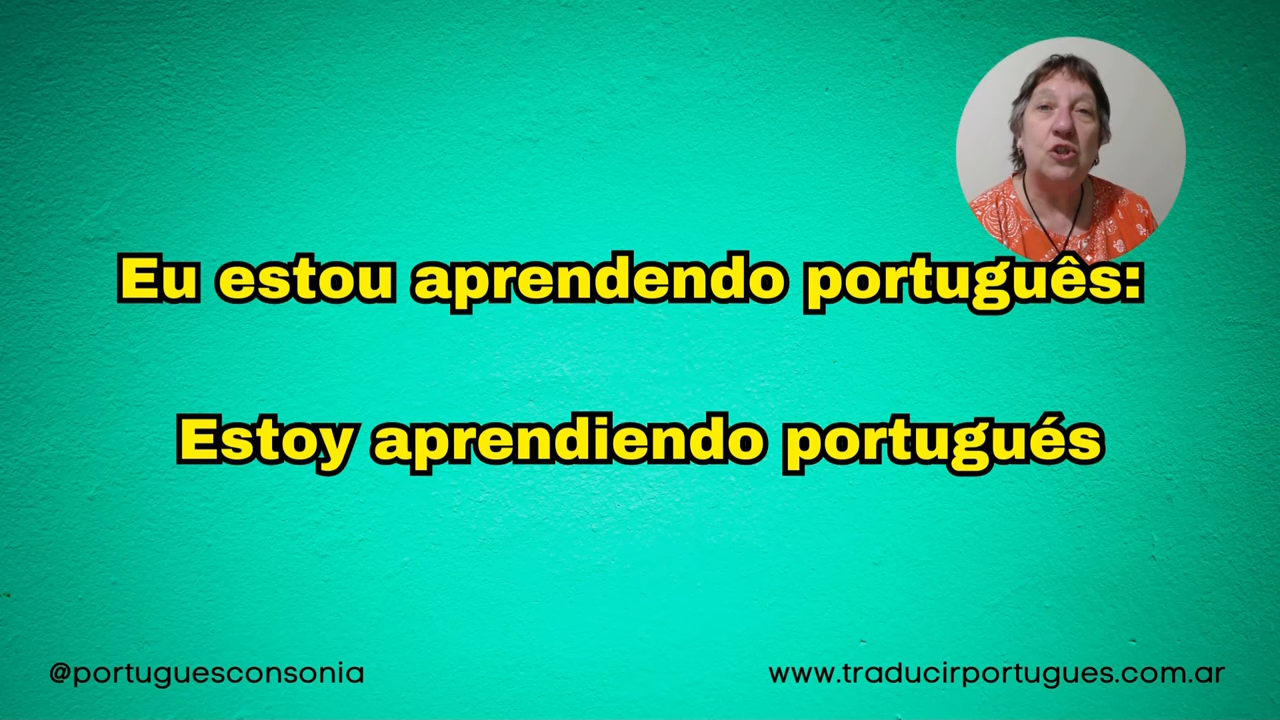 Eu estou aprendendo português:
Estoy aprendiendo portugués
@portuguesconsonia
www.traducirportugues.com.ar